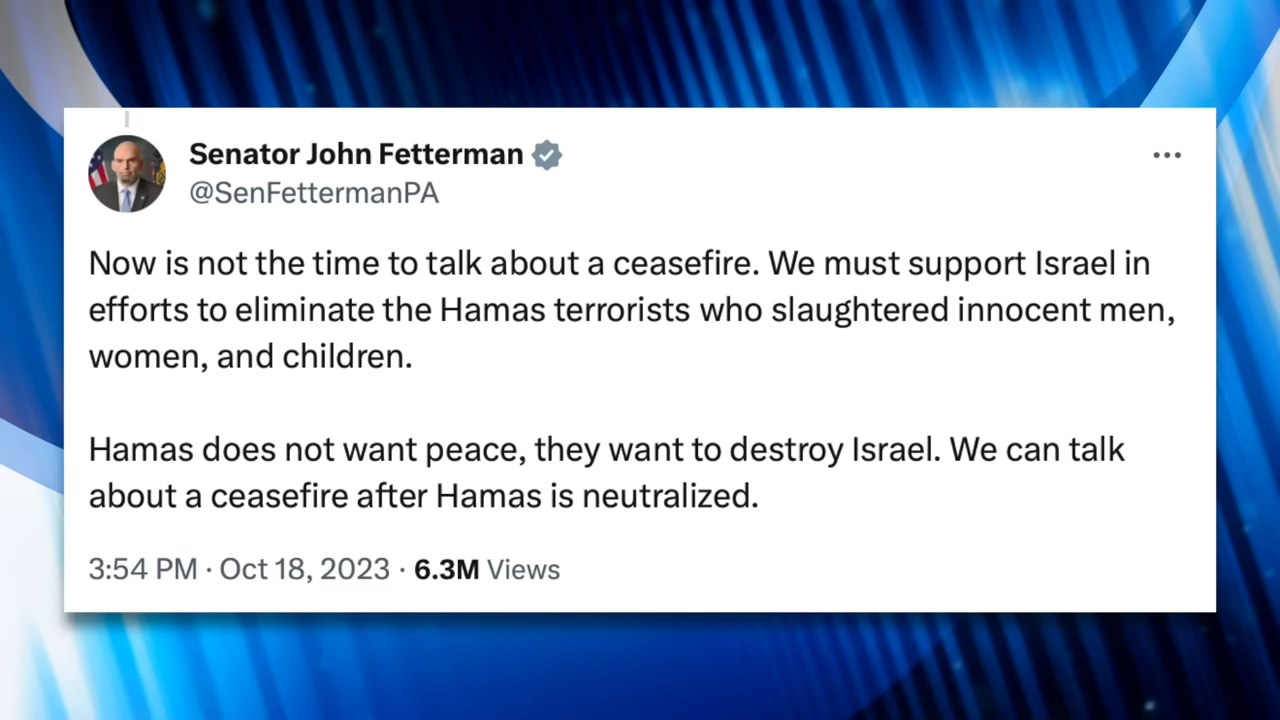 Senator John Fetterman
@SenFettermanPA
Now is not the time to talk about a ceasefire. We must support Israel in
efforts to eliminate the Hamas terrorists who slaughtered innocent men,
women, and children.
Hamas does not want peace, they want to destroy Israel. We can talk
about a ceasefire after Hamas is neutralized.
3:54 PM · Oct 18, 2023 · 6.3M Views